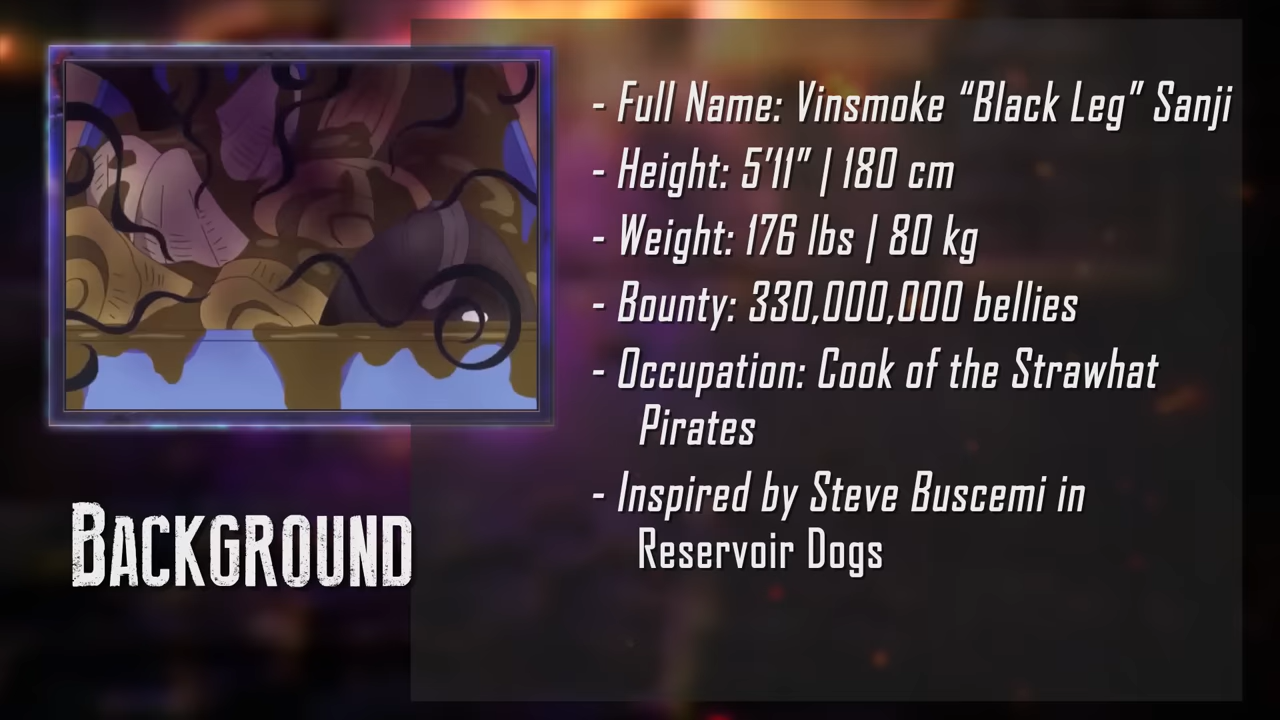 - Full Name: Vinsmoke “Black Leg” Sanji
- Height: 5’11” | 180 cm
- Weight: 176 lbs | 80 kg
- Bounty: 330,000,000 bellies
- Occupation: Cook of the Strawhat
Pirates
- Inspired by Steve Buscemi in
Reservoir Dogs
Background